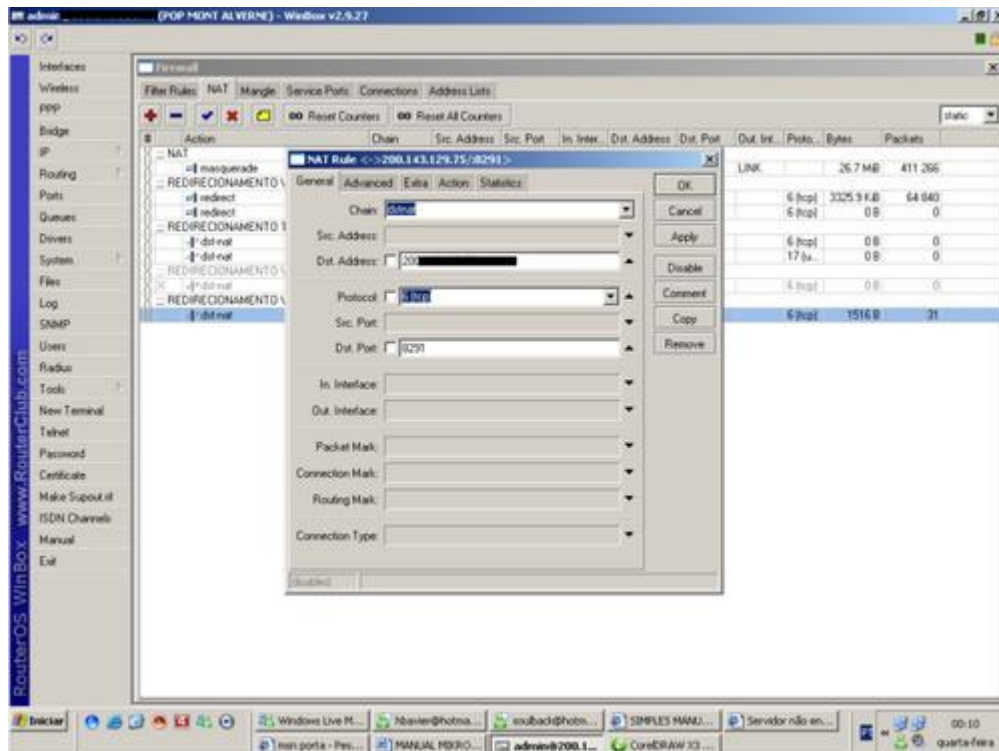 admin (POP MONT ALVERNE) - WinBox v2.9.27
Interfaces
Wireless
PPP
Bridge
IP
Routing
Ports
Queues
Drivers
System
Files
Log
SNMP
Users
Radius
Tools
New Terminal
Telnet
Password
Certificate
Make Supout.rif
ISDN Channels
Manual
Exit
RouterOS WinBox www.RouterClub.com
Firewall
Filter Rules NAT Mangle Service Ports Connections Address Lists
00 Reset Counters 00 Reset All Counters static
# Action Chain Src. Address Src. Port In. Inter... Dst. Address Dst. Port Out. Int... Proto... Bytes Packets
::: NAT
masquerade LINK 26.7 MiB 411 266
::: REDIRECIONAMENTO
redirect 6 (tcp) 3325.9 KiB 64 840
redirect 6 (tcp) 0 B 0
::: REDIRECIONAMENTO
dst-nat 6 (tcp) 0 B 0
dst-nat 17 (u... 0 B 0
::: REDIRECIONAMENTO
X dst-nat 6 (tcp) 0 B 0
::: REDIRECIONAMENTO
dst-nat 6 (tcp) 1516 B 31
NAT Rule <->200.143.129.75/:8291>
General Advanced Extra Action Statistics
Chain: dstnat
Src. Address:
Dst. Address: 200
Protocol: 6 (tcp)
Src. Port:
Dst. Port: 8291
In. Interface:
Out. Interface:
Packet Mark:
Connection Mark:
Routing Mark:
Connection Type:
disabled
OK
Cancel
Apply
Disable
Comment
Copy
Remove
Iniciar
Windows Live M...
soulback@hotm...
SIMPLES MANU...
Servidor não en...
MANUAL MIKRO...
admin@200.1...
CorelDRAW X3 ...
PT
00:10
quarta-feira